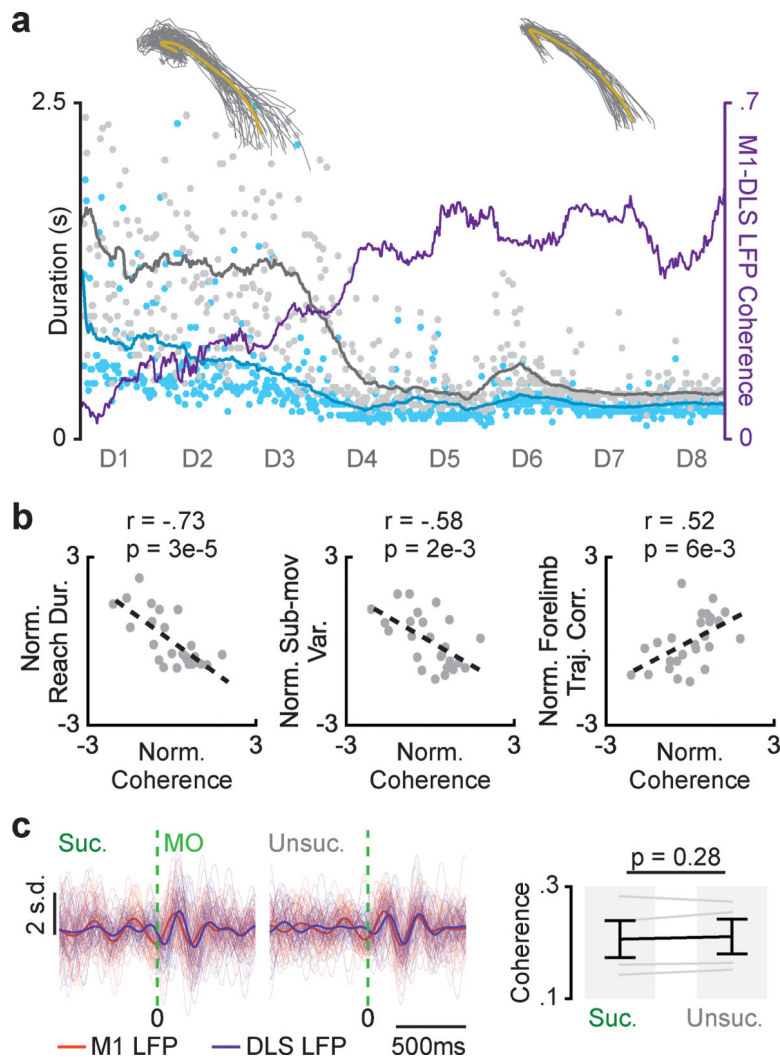 a
2.5
.7
Duration (s)
M1-DLS LFP Coherence
0
0
D1 D2 D3 D4 D5 D6 D7 D8
b
r = -.73
p = 3e-5
r = -.58
p = 2e-3
r = .52
p = 6e-3
3
Norm.
Reach Dur.
-3
-3
3
Norm.
Coherence
3
Norm. Sub-mov
Var.
-3
-3
3
Norm.
Coherence
3
Norm. Forelimb
Traj. Corr.
-3
-3
3
Norm.
Coherence
c
Suc.
MO
Unsuc.
2 s.d.
0
0
M1 LFP
DLS LFP
500ms
p = 0.28
.3
Coherence
.1
Suc.
Unsuc.